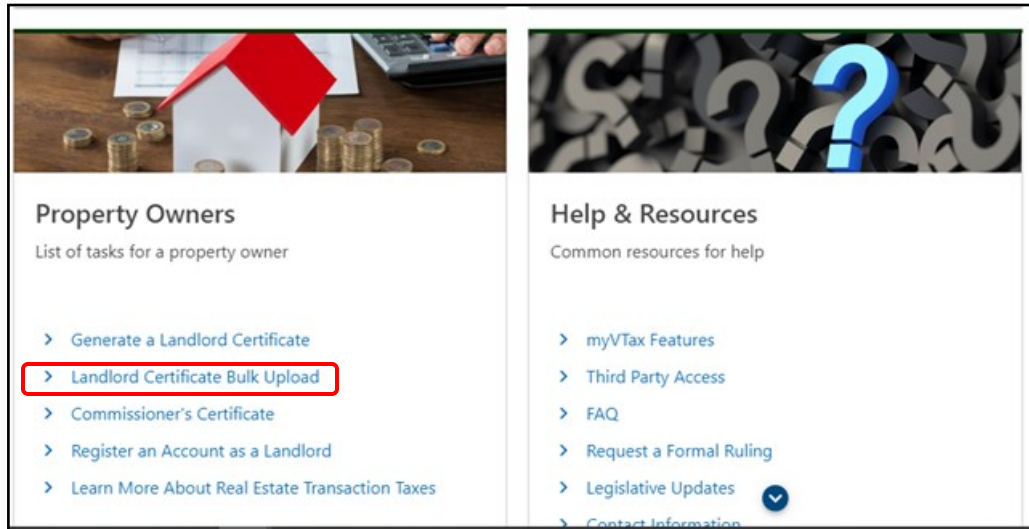 Property Owners
List of tasks for a property owner
Generate a Landlord Certificate
Landlord Certificate Bulk Upload
Commissioner's Certificate
Register an Account as a Landlord
Learn More About Real Estate Transaction Taxes
Help & Resources
Common resources for help
myVTax Features
Third Party Access
FAQ
Request a Formal Ruling
Legislative Updates
Contact Information